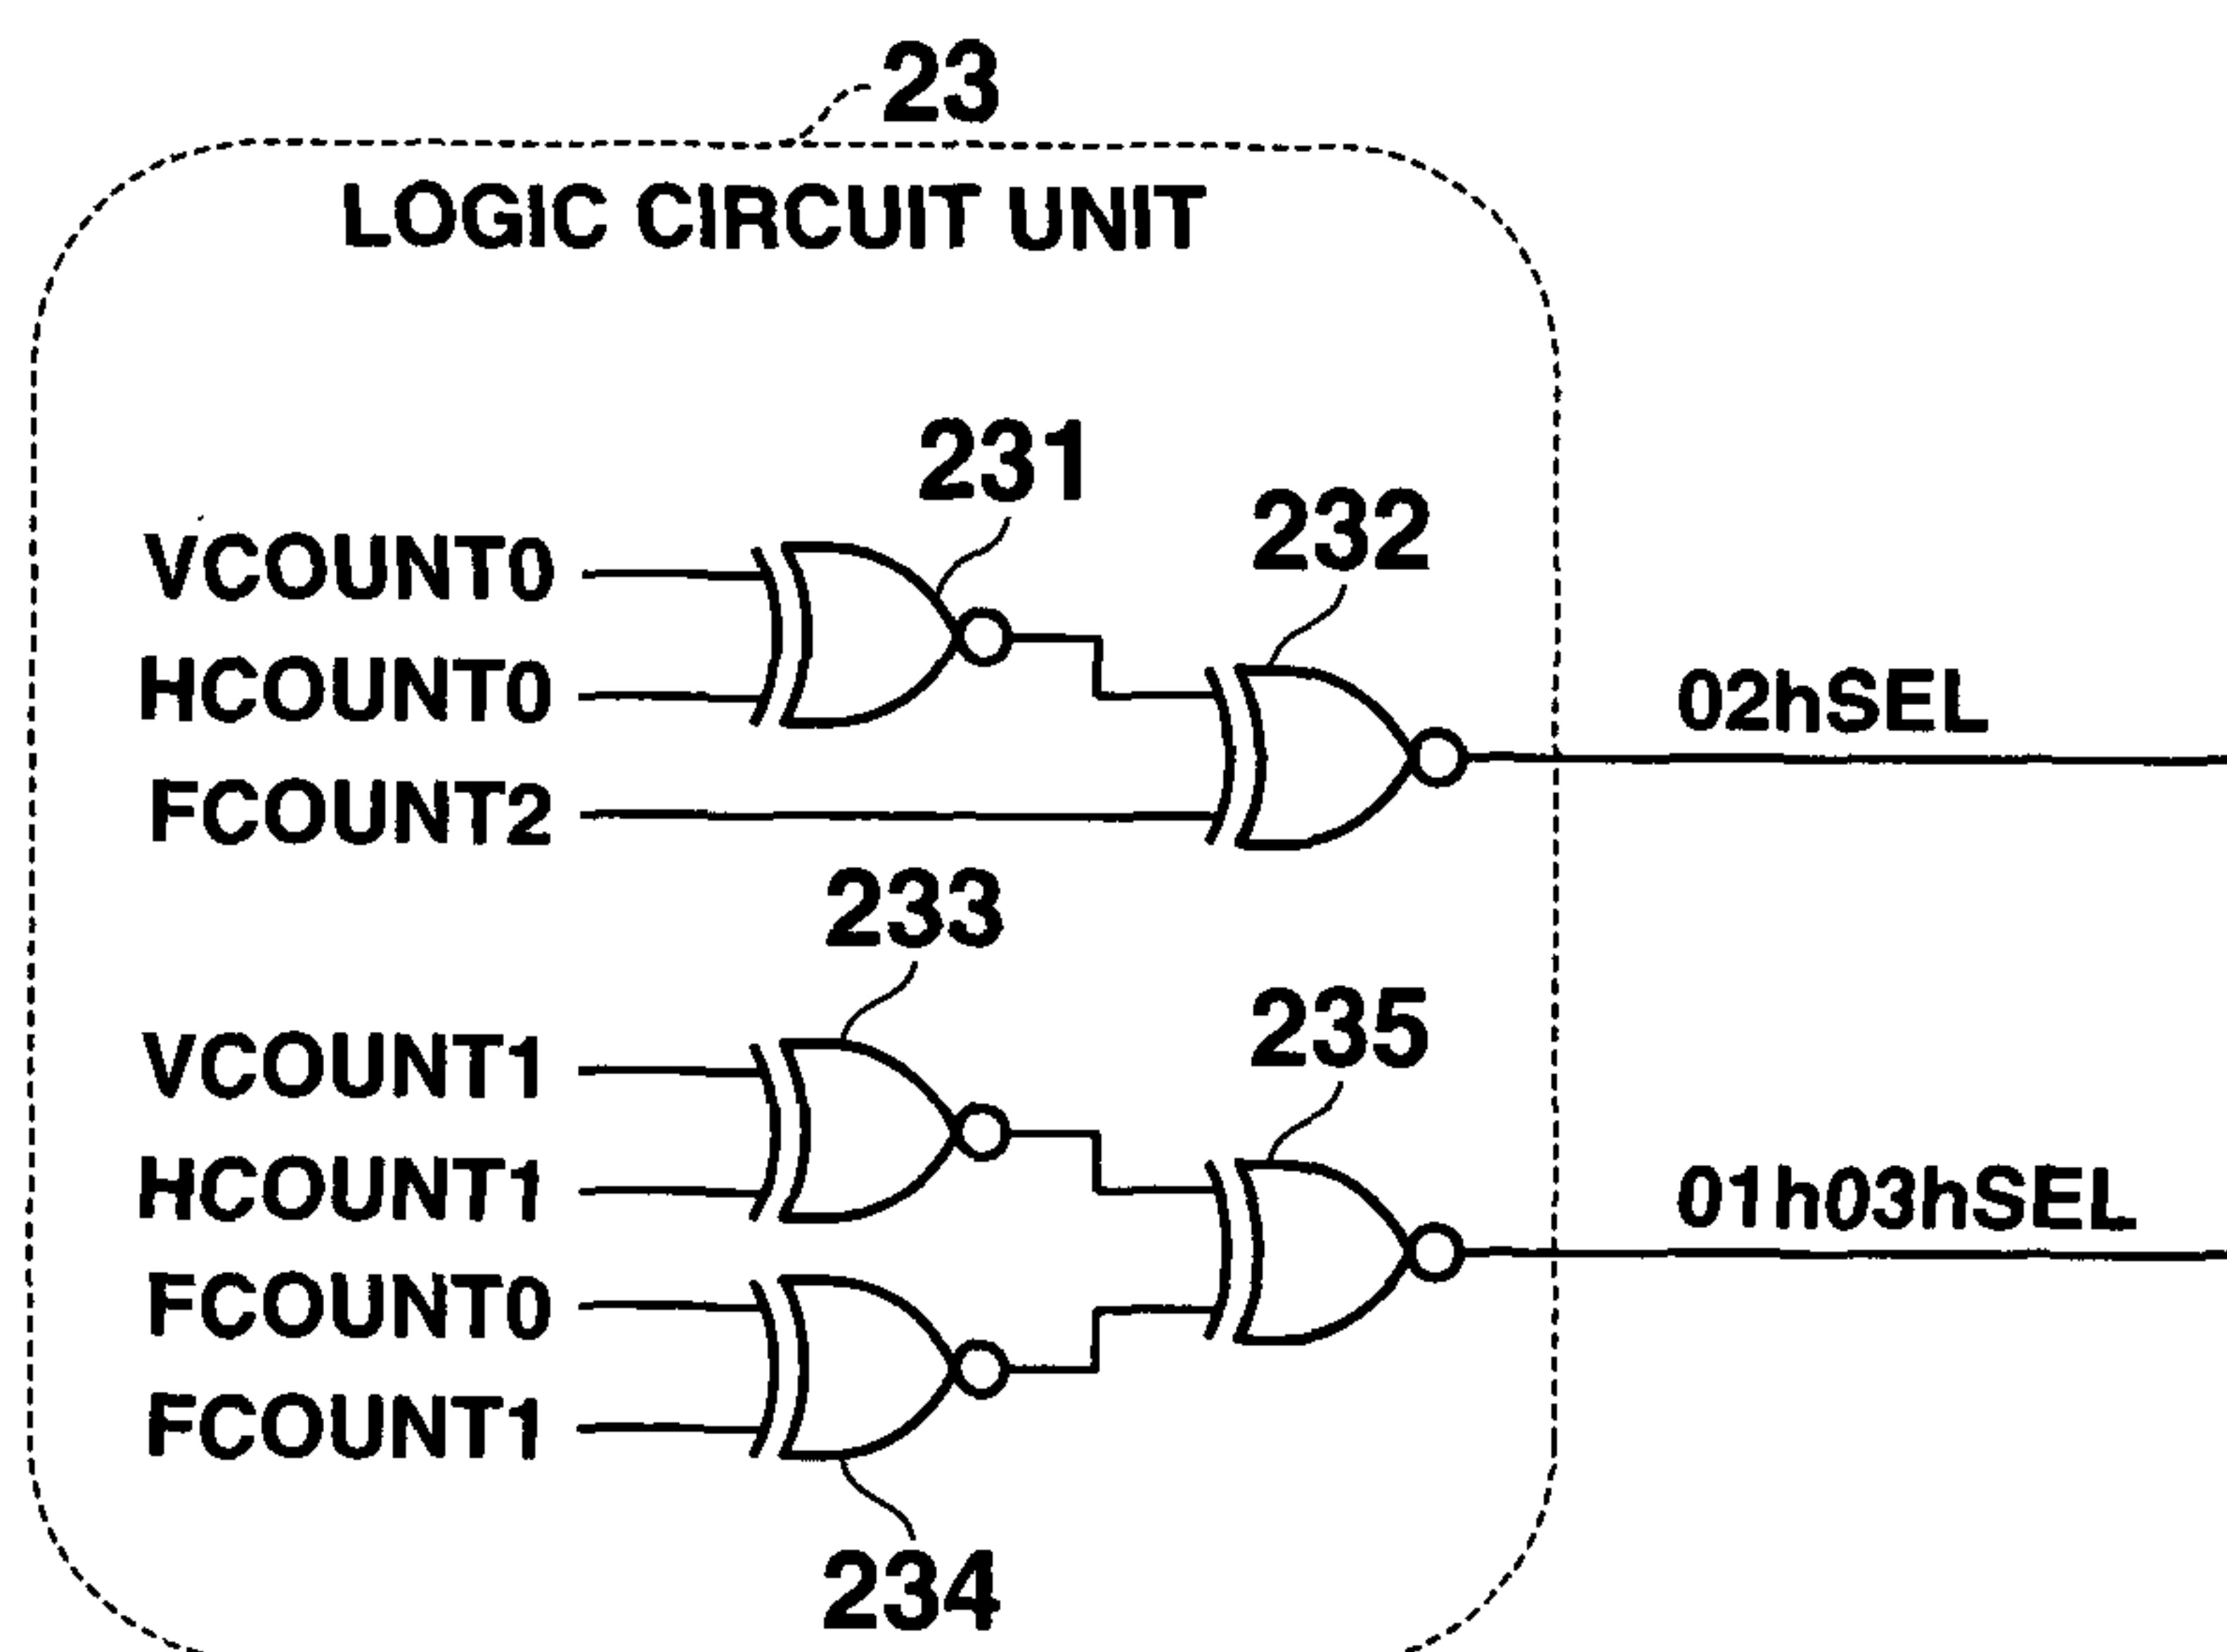 23
LOGIC CIRCUIT UNIT
231
232
VCOUNT0
HCOUNT0
02hSEL
FCOUNT2
233
235
VCOUNT1
HCOUNT1
01h03hSEL
FCOUNT0
FCOUNT1
234